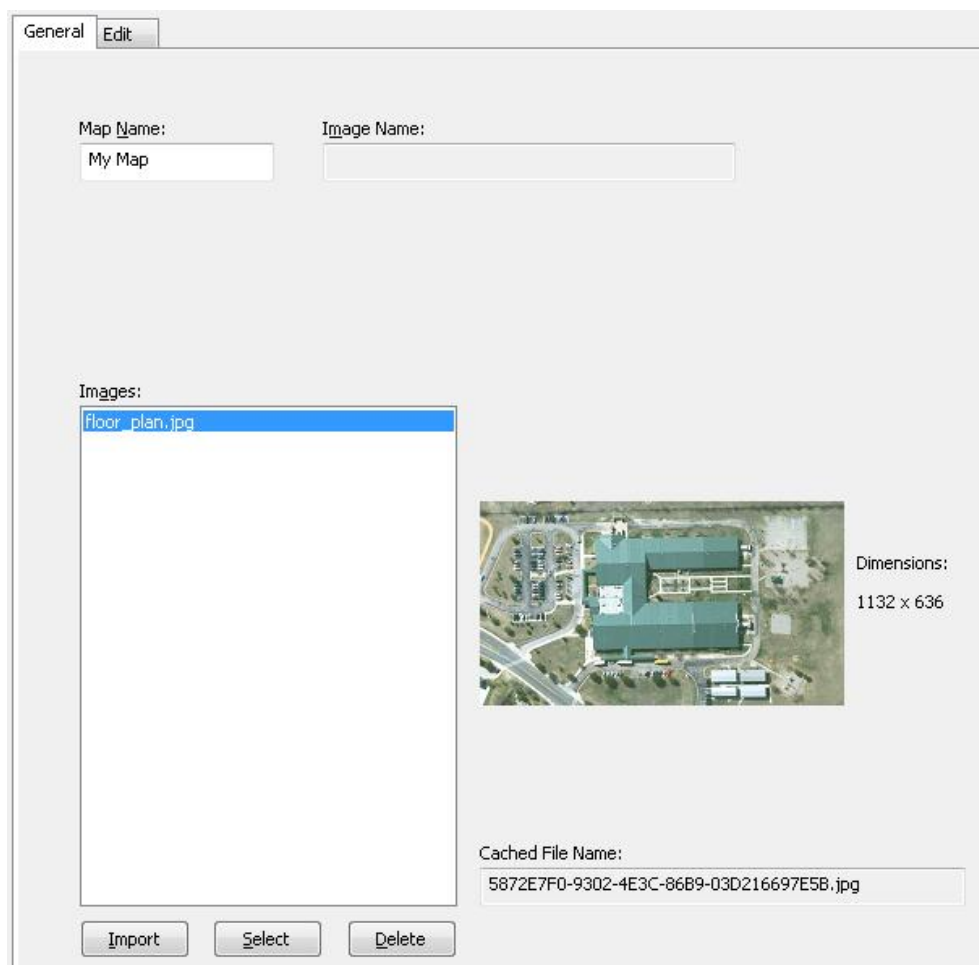 General
Edit
Map Name:
Image Name:
My Map
Images:
floor_plan.jpg
Dimensions:
1132 x 636
Cached File Name:
5872E7F0-9302-4E3C-86B9-03D216697E5B.jpg
Import
Select
Delete